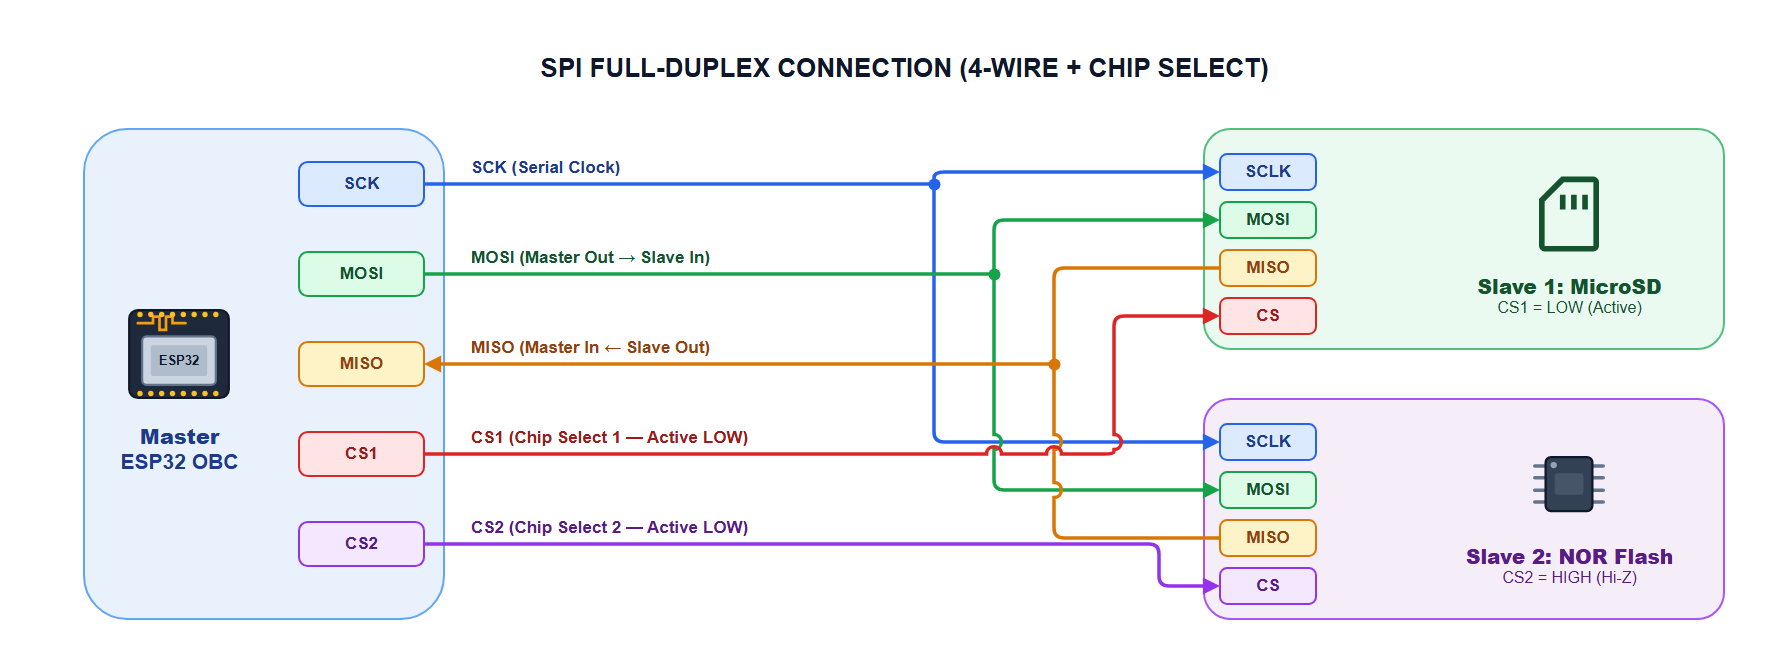 SPI FULL-DUPLEX CONNECTION (4-WIRE + CHIP SELECT)
SCK
SCK (Serial Clock)
MOSI
MOSI (Master Out → Slave In)
MISO
MISO (Master In ← Slave Out)
CS1
CS1 (Chip Select 1 — Active LOW)
CS2
CS2 (Chip Select 2 — Active LOW)
ESP32
Master
ESP32 OBC
SCLK
MOSI
MISO
CS
Slave 1: MicroSD
CS1 = LOW (Active)
SCLK
MOSI
MISO
CS
Slave 2: NOR Flash
CS2 = HIGH (Hi-Z)